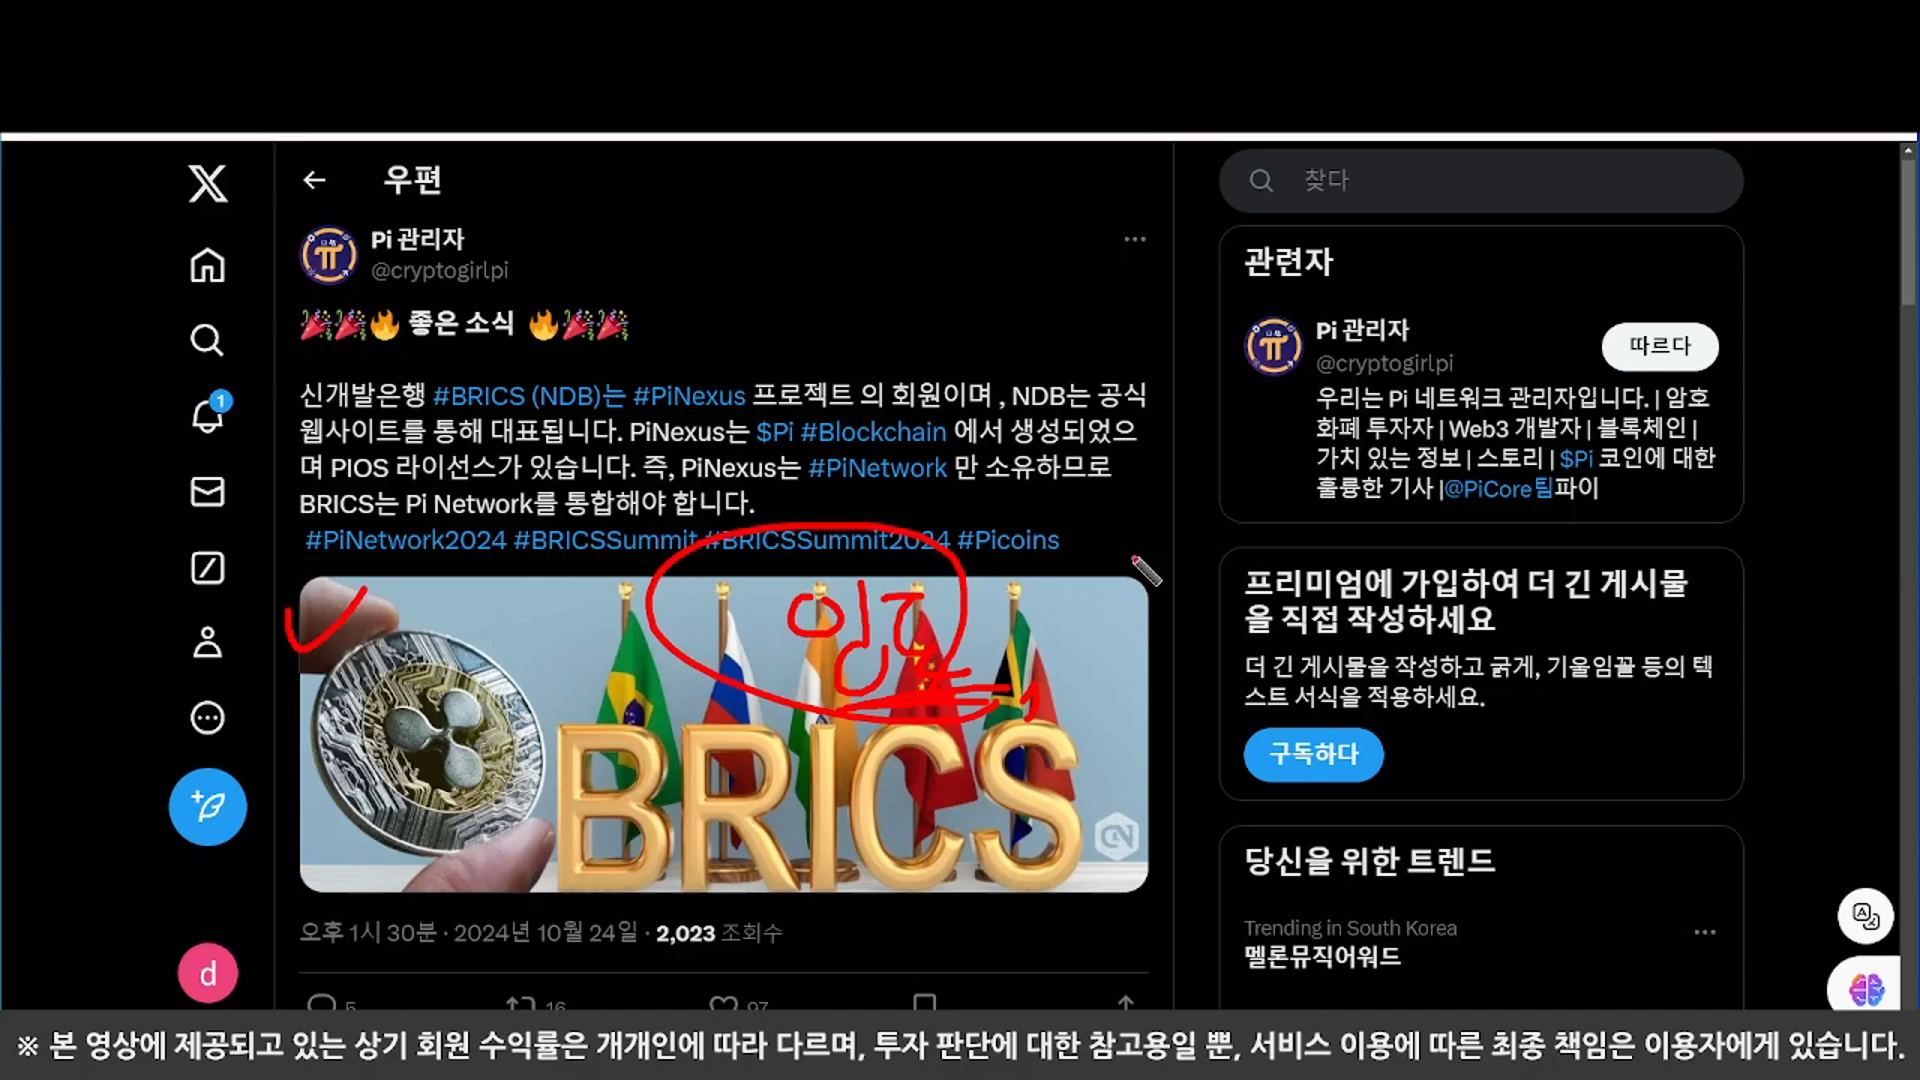 우편
Pi 관리자
@cryptogirlpi
좋은 소식
신개발은행 #BRICS (NDB)는 #PiNexus 프로젝트 의 회원이며 , NDB는 공식
웹사이트를 통해 대표됩니다. PiNexus는 $Pi #Blockchain 에서 생성되었으
며 PIOS 라이선스가 있습니다. 즉, PiNexus는 #PiNetwork 만 소유하므로
BRICS는 Pi Network를 통합해야 합니다.
#PiNetwork2024 #BRICSSummit #BRICSSummit2024 #Picoins
BRICS
오후 1시 30분 · 2024년 10월 24일 · 2,023 조회수
5 16 97
1
d
찾다
관련자
Pi 관리자
@cryptogirlpi
따르다
우리는 Pi 네트워크 관리자입니다. | 암호
화폐 투자자 | Web3 개발자 | 블록체인 |
가치 있는 정보 | 스토리 | $Pi 코인에 대한
훌륭한 기사 |@PiCore팀파이
프리미엄에 가입하여 더 긴 게시물
을 직접 작성하세요
더 긴 게시물을 작성하고 굵게, 기울임꼴 등의 텍
스트 서식을 적용하세요.
구독하다
당신을 위한 트렌드
Trending in South Korea
멜론뮤직어워드
※ 본 영상에 제공되고 있는 상기 회원 수익률은 개개인에 따라 다르며, 투자 판단에 대한 참고용일 뿐, 서비스 이용에 따른 최종 책임은 이용자에게 있습니다.